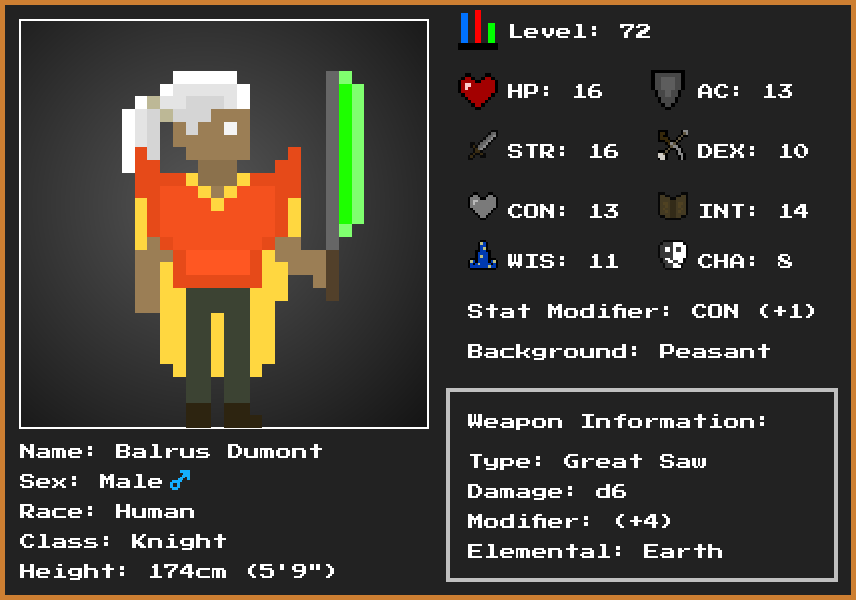 Level: 72
HP: 16
AC: 13
STR: 16
DEX: 10
CON: 13
INT: 14
WIS: 11
CHA: 8
Stat Modifier: CON (+1)
Background: Peasant
Weapon Information:
Type: Great Saw
Damage: d6
Modifier: (+4)
Elemental: Earth
Name: Balrus Dumont
Sex: Male♂
Race: Human
Class: Knight
Height: 174cm (5'9")